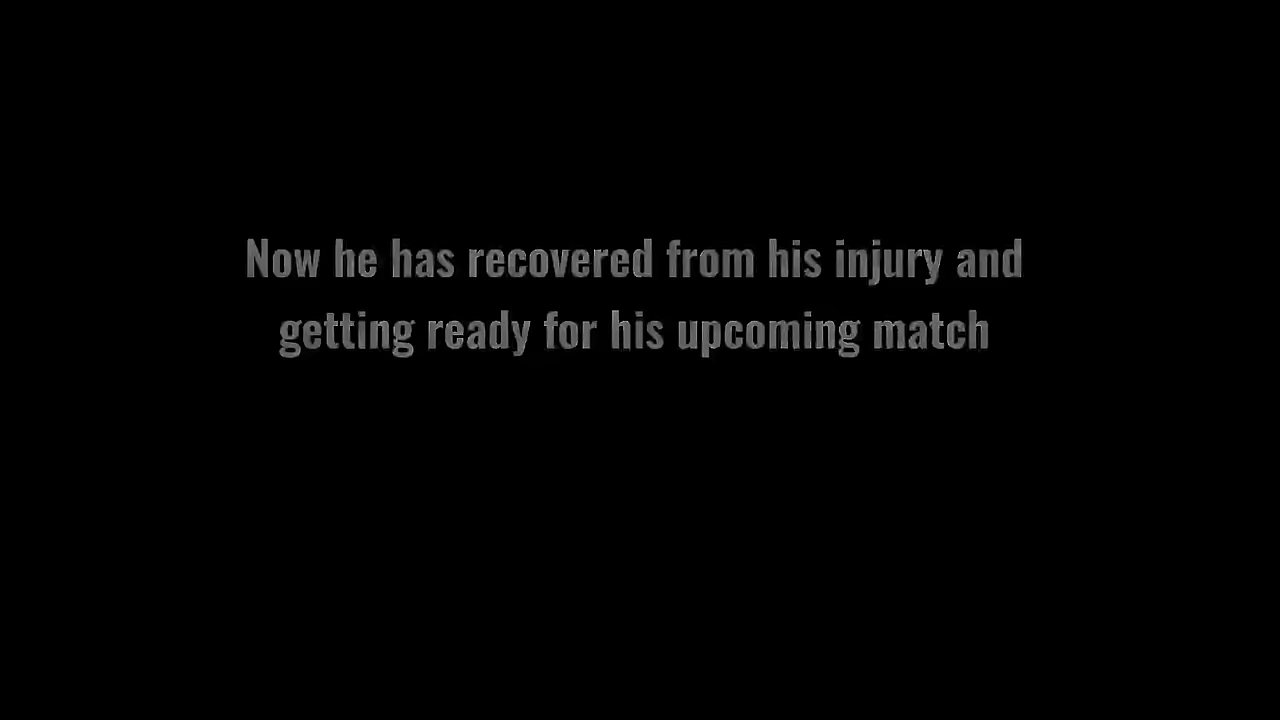 Now he has recovered from his injury and
getting ready for his upcoming match